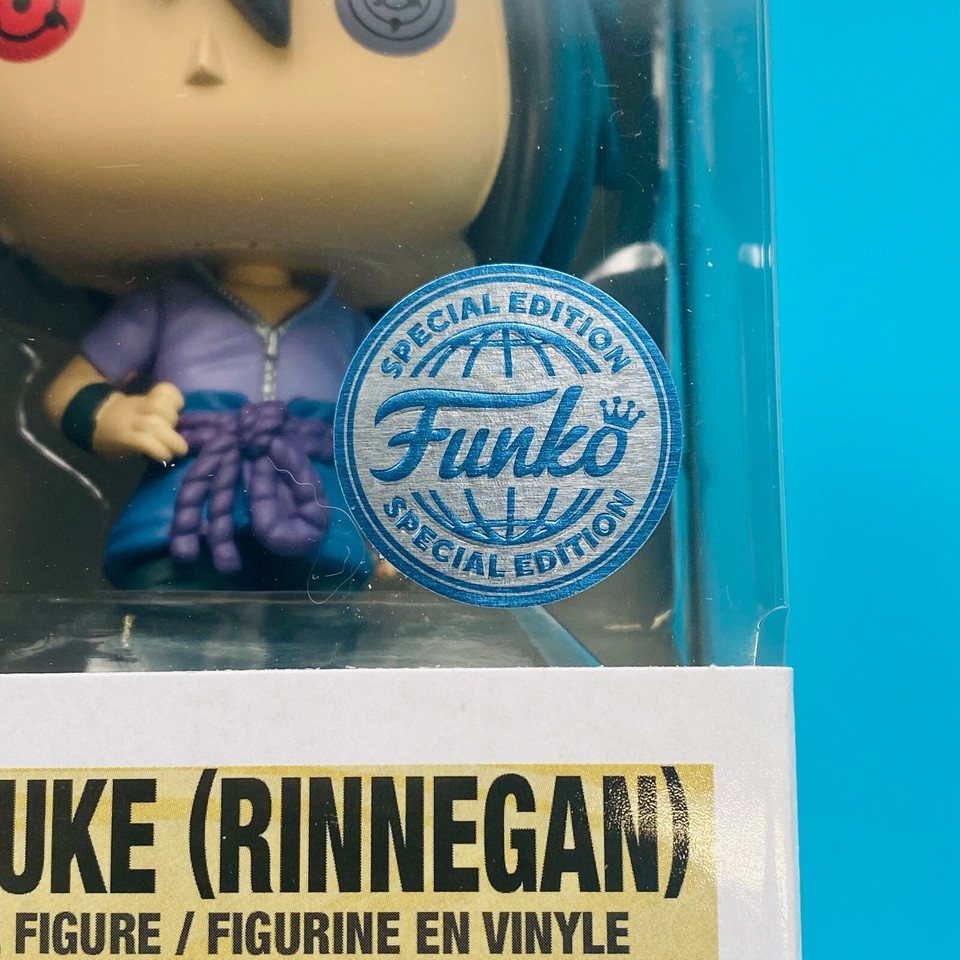 SPECIAL EDITION
Funko
SPECIAL EDITION
UKE (RINNEGAN)
FIGURE / FIGURINE EN VINYLE